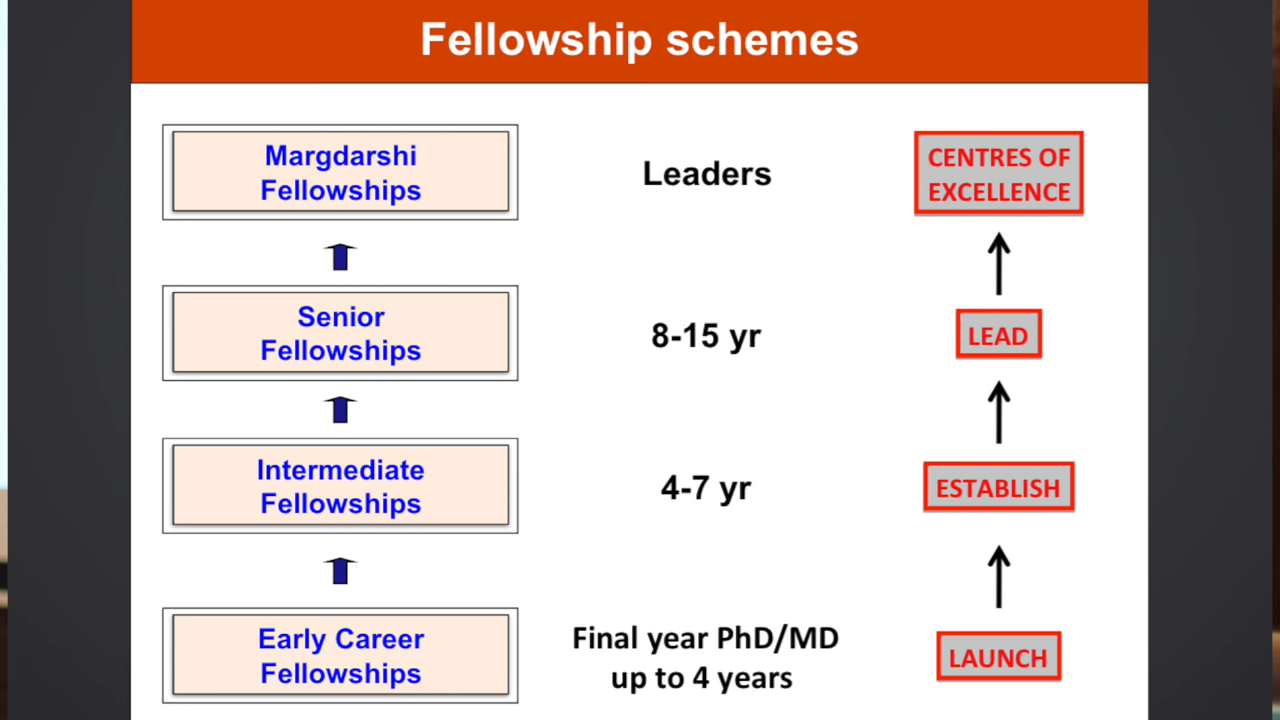 Fellowship schemes
Margdarshi
Fellowships
Leaders
CENTRES OF
EXCELLENCE
Senior
Fellowships
8-15 yr
LEAD
Intermediate
Fellowships
4-7 yr
ESTABLISH
Early Career
Fellowships
Final year PhD/MD
up to 4 years
LAUNCH